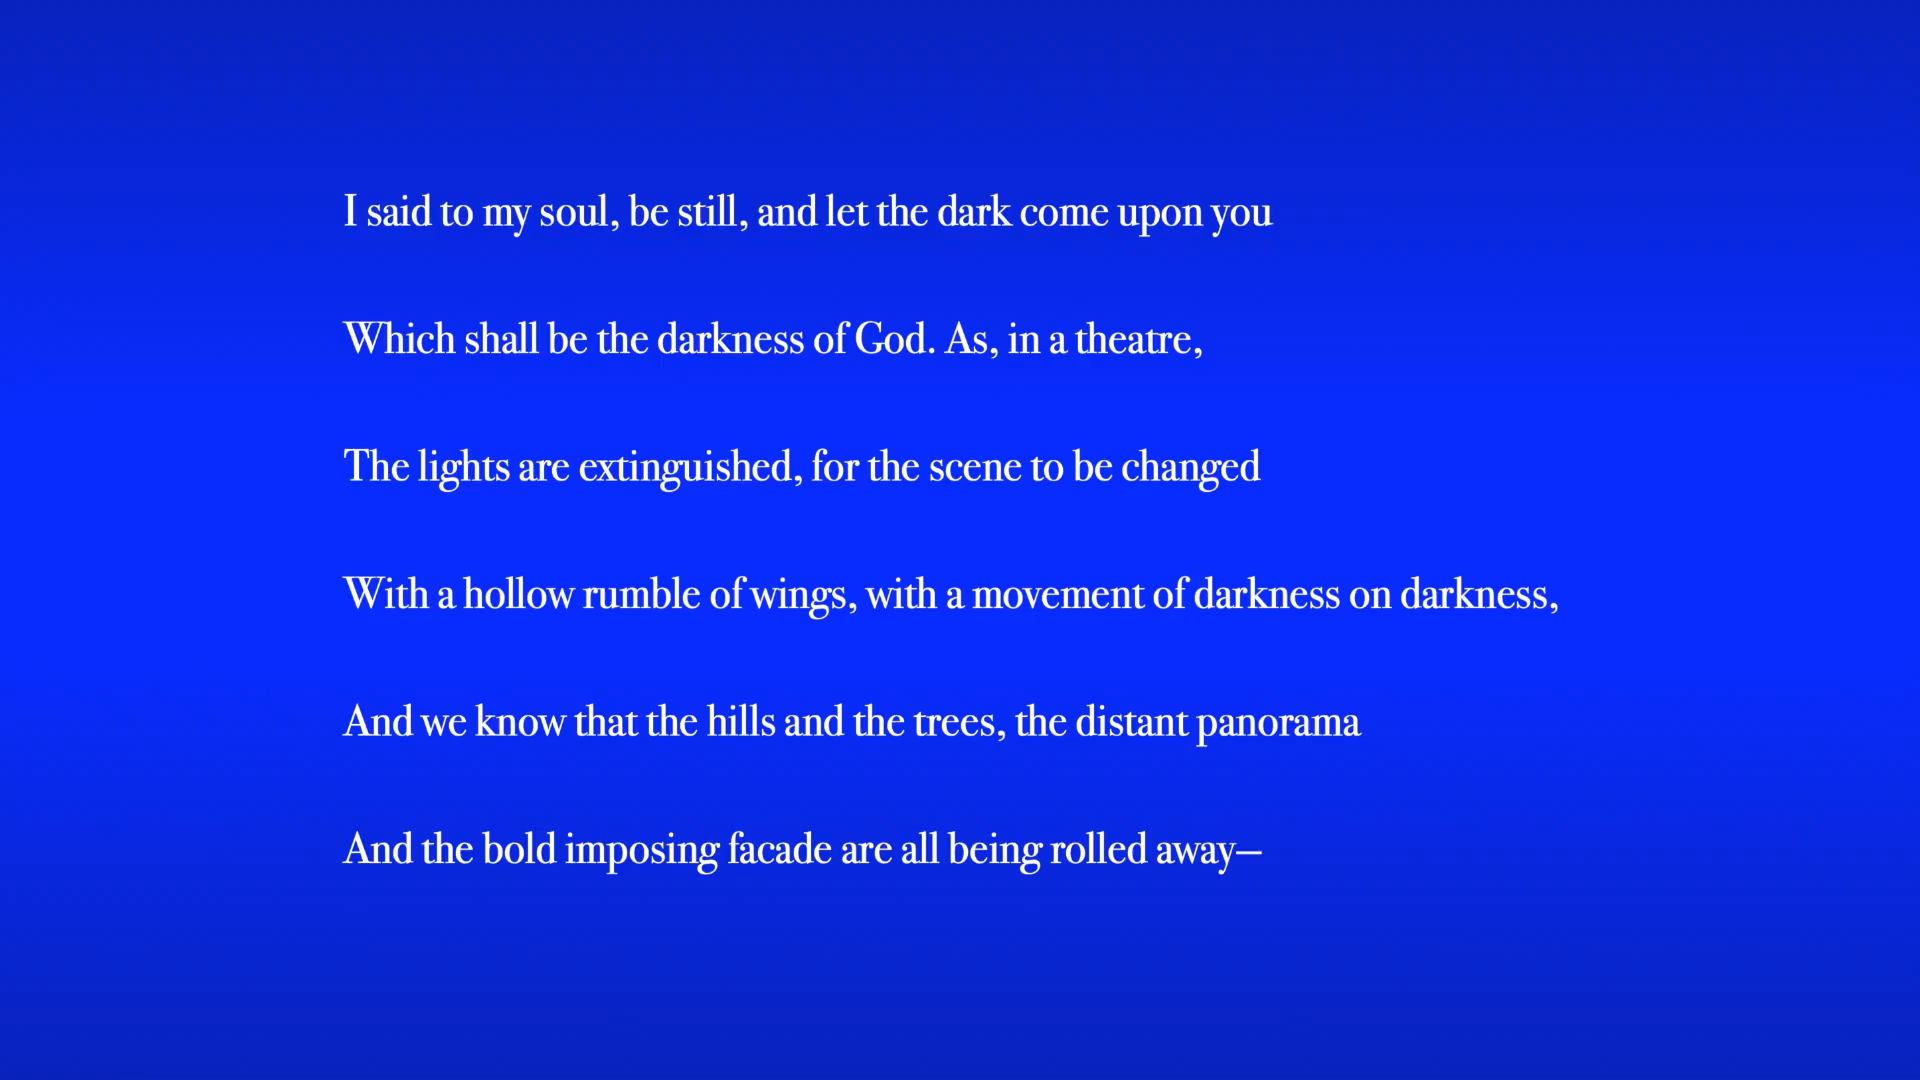 I said to my soul, be still, and let the dark come upon you
Which shall be the darkness of God. As, in a theatre,
The lights are extinguished, for the scene to be changed
With a hollow rumble of wings, with a movement of darkness on darkness,
And we know that the hills and the trees, the distant panorama
And the bold imposing facade are all being rolled away—